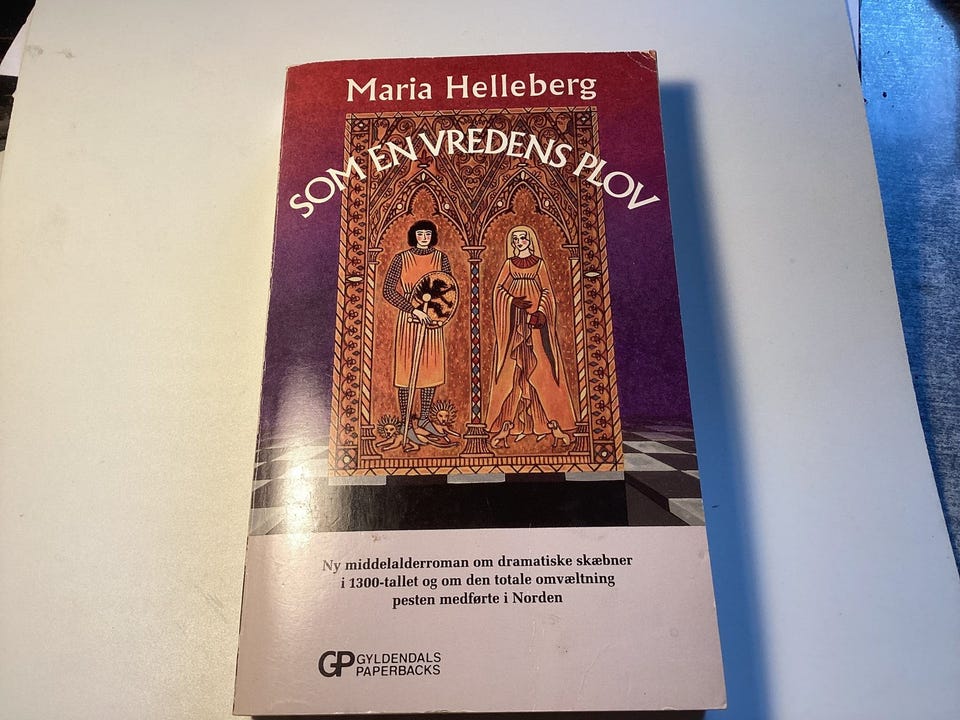 Maria Helleberg
SOM EN VREDENS PLOV
Ny middelalderroman om dramatiske skæbner
i 1300-tallet og om den totale omvæltning
pesten medførte i Norden
GP GYLDENDALS
PAPERBACKS